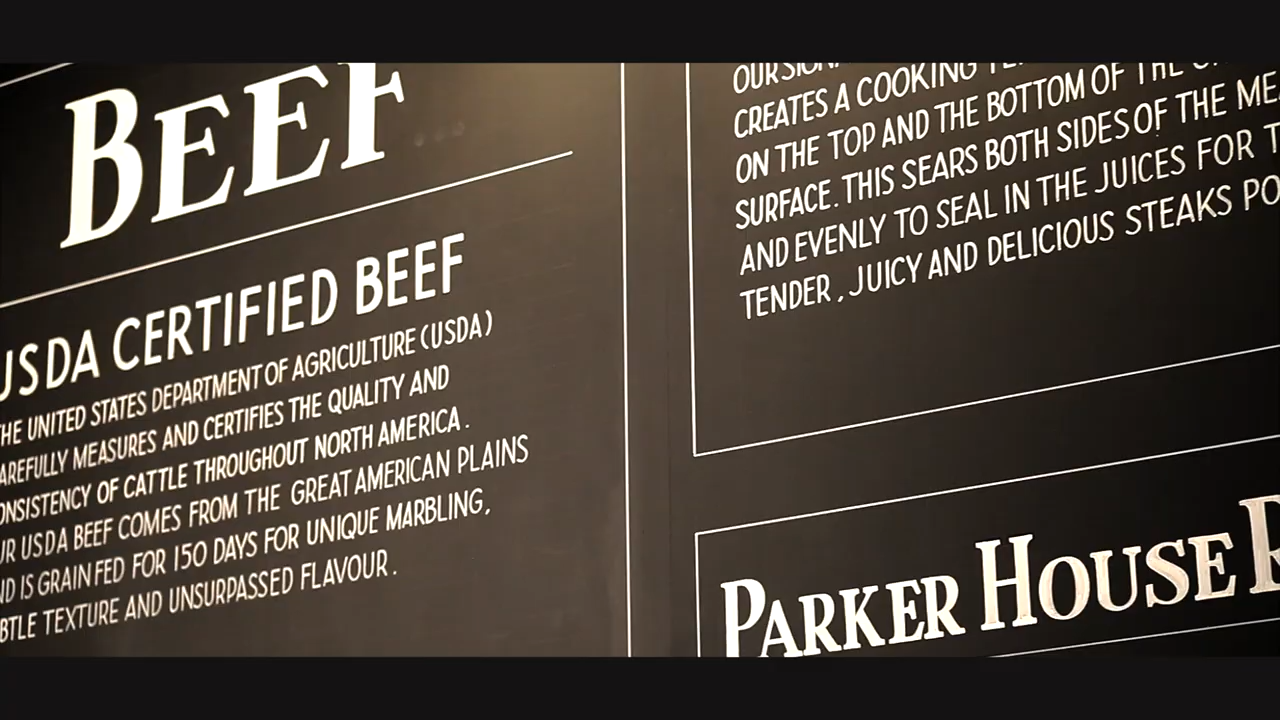 BEEF
USDA CERTIFIED BEEF
THE UNITED STATES DEPARTMENT OF AGRICULTURE (USDA)
CAREFULLY MEASURES AND CERTIFIES THE QUALITY AND
CONSISTENCY OF CATTLE THROUGHOUT NORTH AMERICA.
OUR USDA BEEF COMES FROM THE GREAT AMERICAN PLAINS
AND IS GRAIN FED FOR 150 DAYS FOR UNIQUE MARBLING,
TEXTURE AND UNSURPASSED FLAVOUR.
OUR
CREATES A COOKING
ON THE TOP AND THE BOTTOM OF THE
SURFACE. THIS SEARS BOTH SIDES OF THE
AND EVENLY TO SEAL IN THE JUICES FOR
TENDER, JUICY AND DELICIOUS STEAKS
PARKER HOUSE